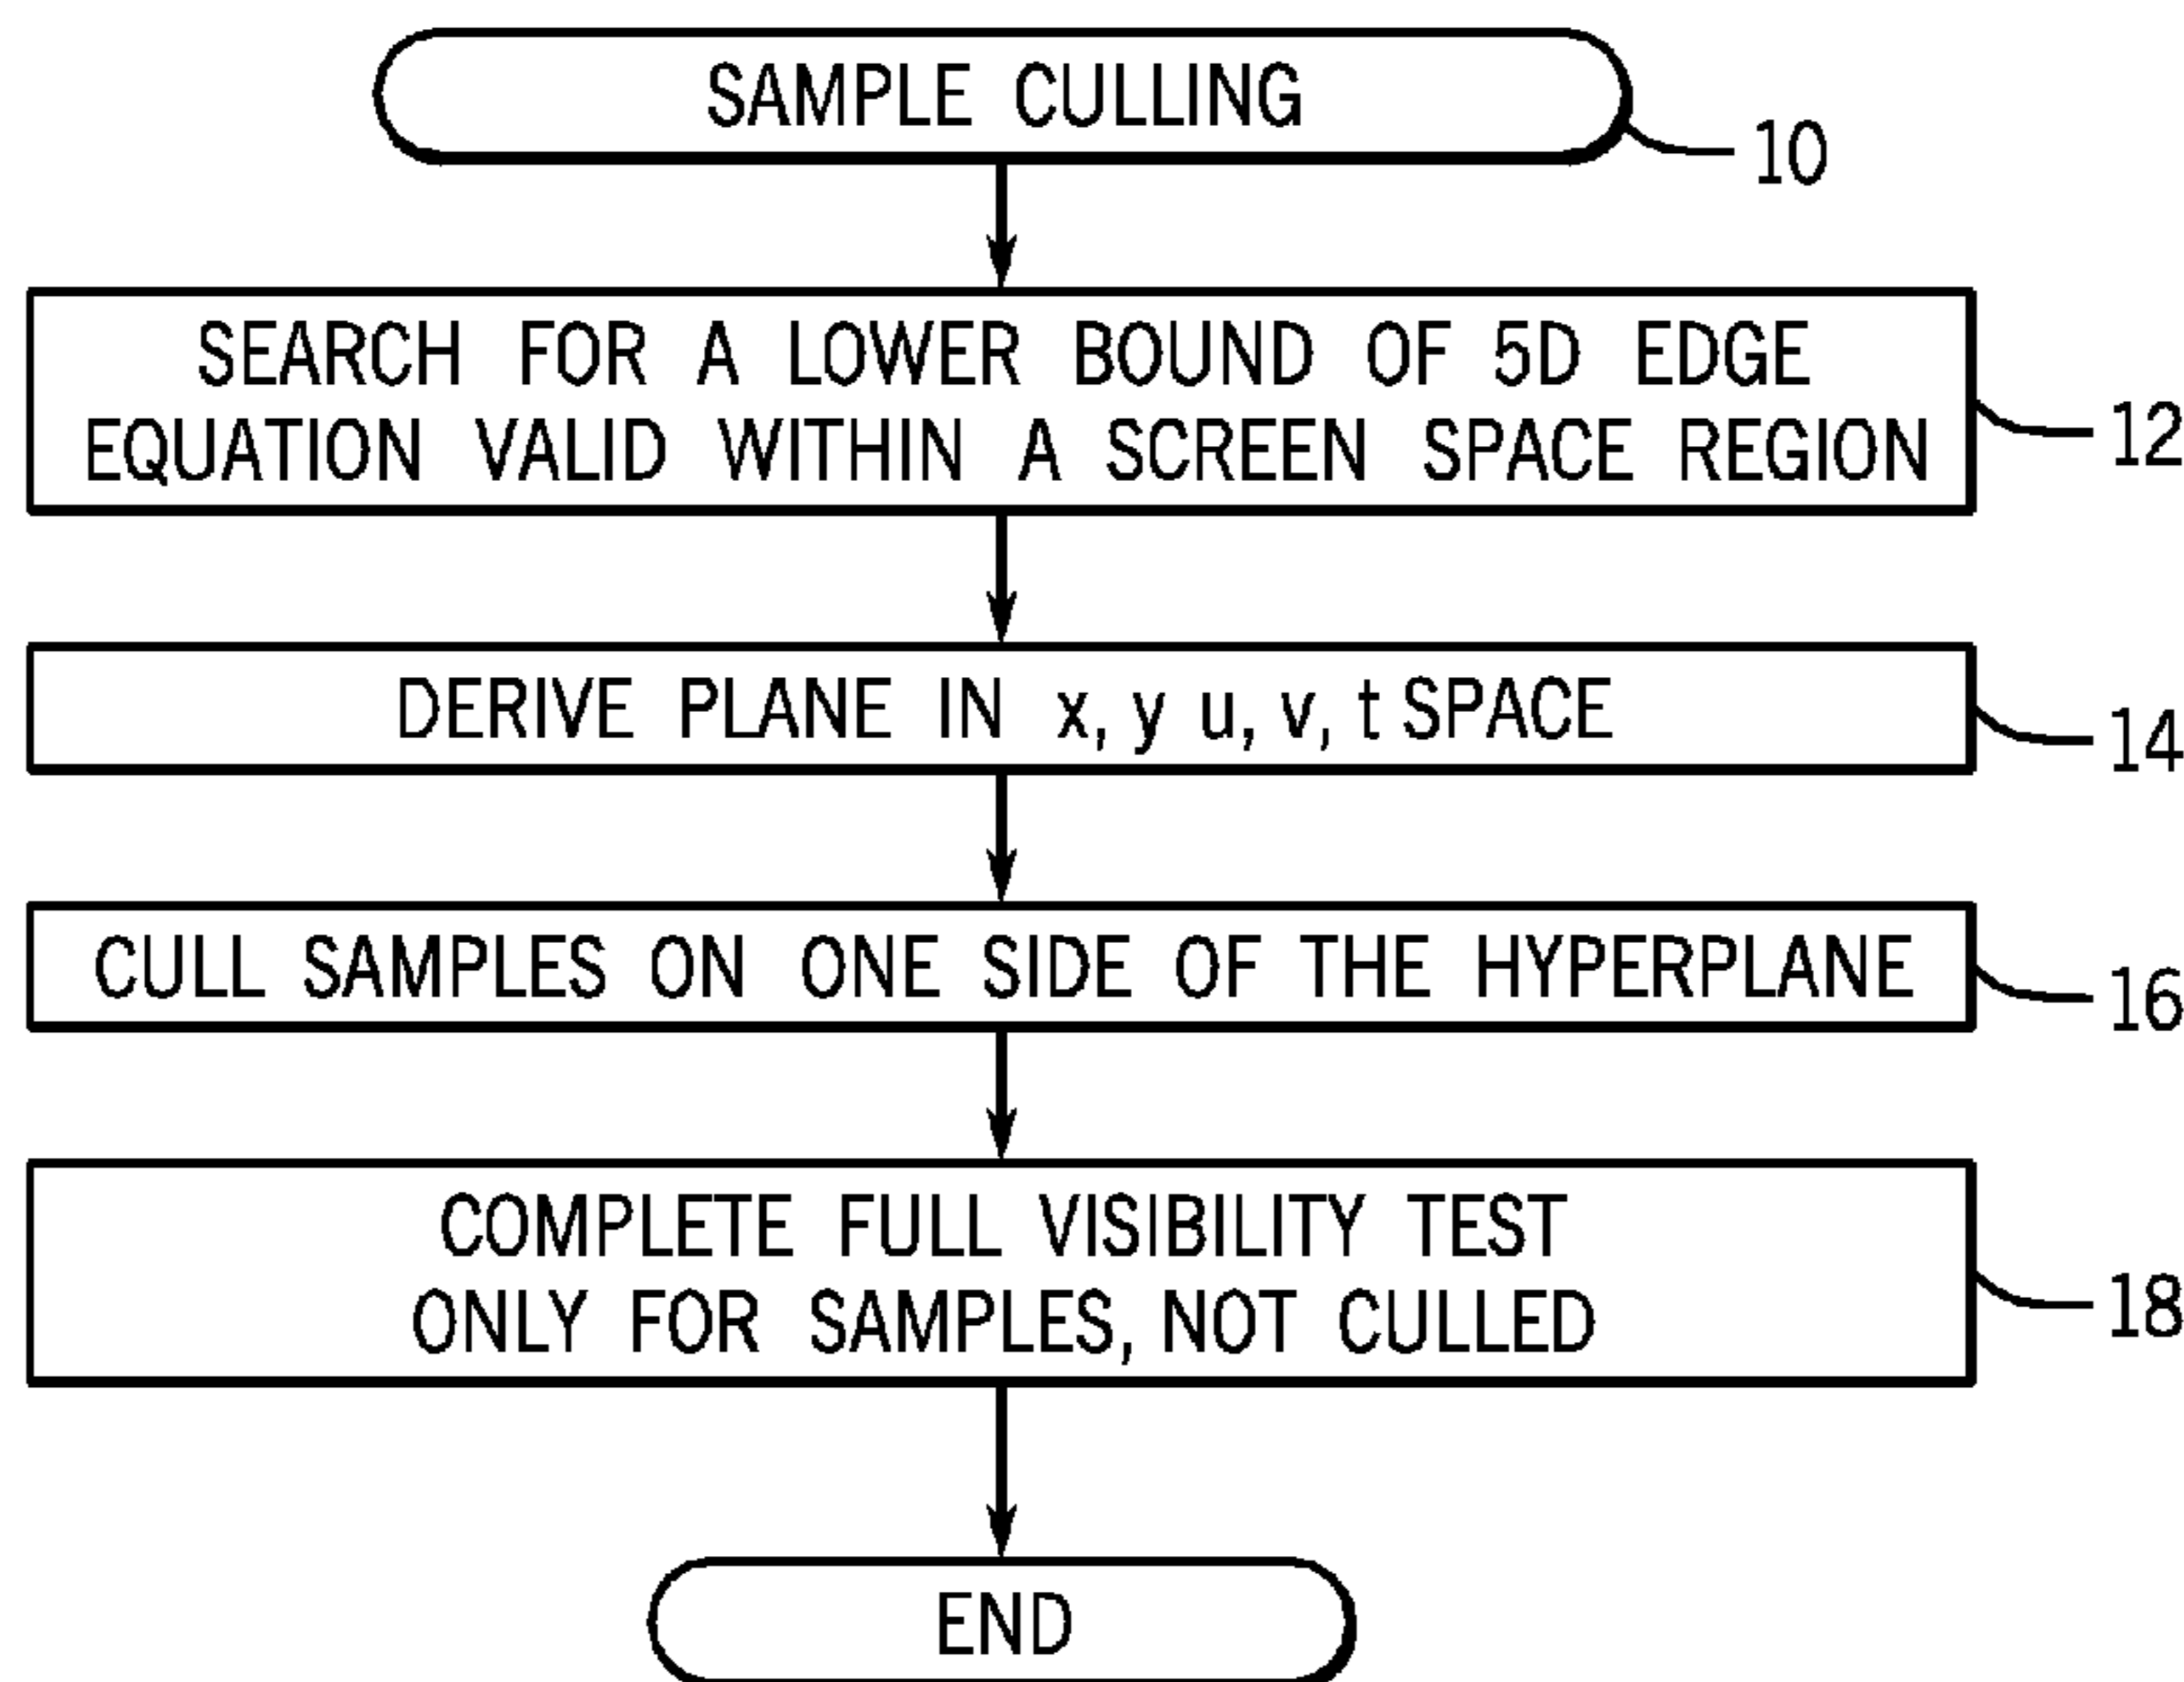 SAMPLE CULLING
10
SEARCH FOR A LOWER BOUND OF 5D EDGE
EQUATION VALID WITHIN A SCREEN SPACE REGION
12
DERIVE PLANE IN x, y u, v, t SPACE
14
CULL SAMPLES ON ONE SIDE OF THE HYPERPLANE
16
COMPLETE FULL VISIBILITY TEST
ONLY FOR SAMPLES, NOT CULLED
18
END